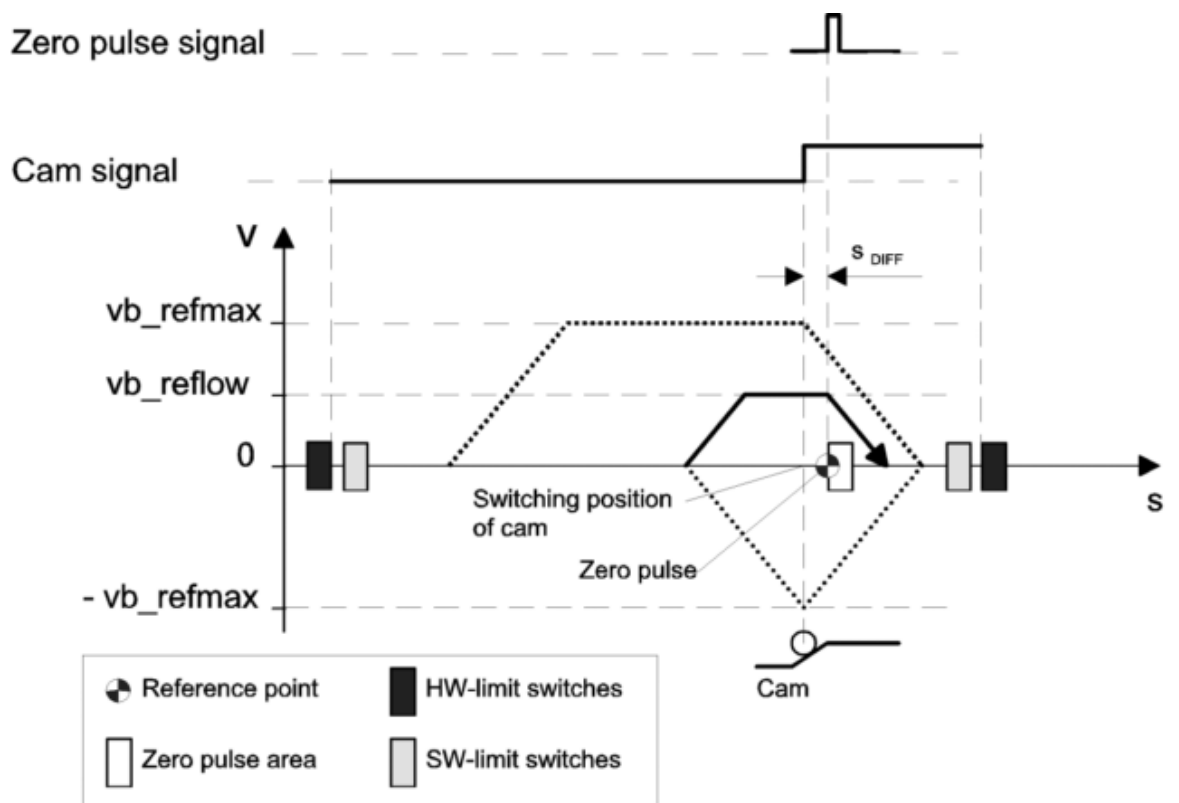 Zero pulse signal
Cam signal
V
s DIFF
vb_refmax
vb_reflow
0
s
Switching position
of cam
Zero pulse
- vb_refmax
Cam
Reference point
HW-limit switches
Zero pulse area
SW-limit switches